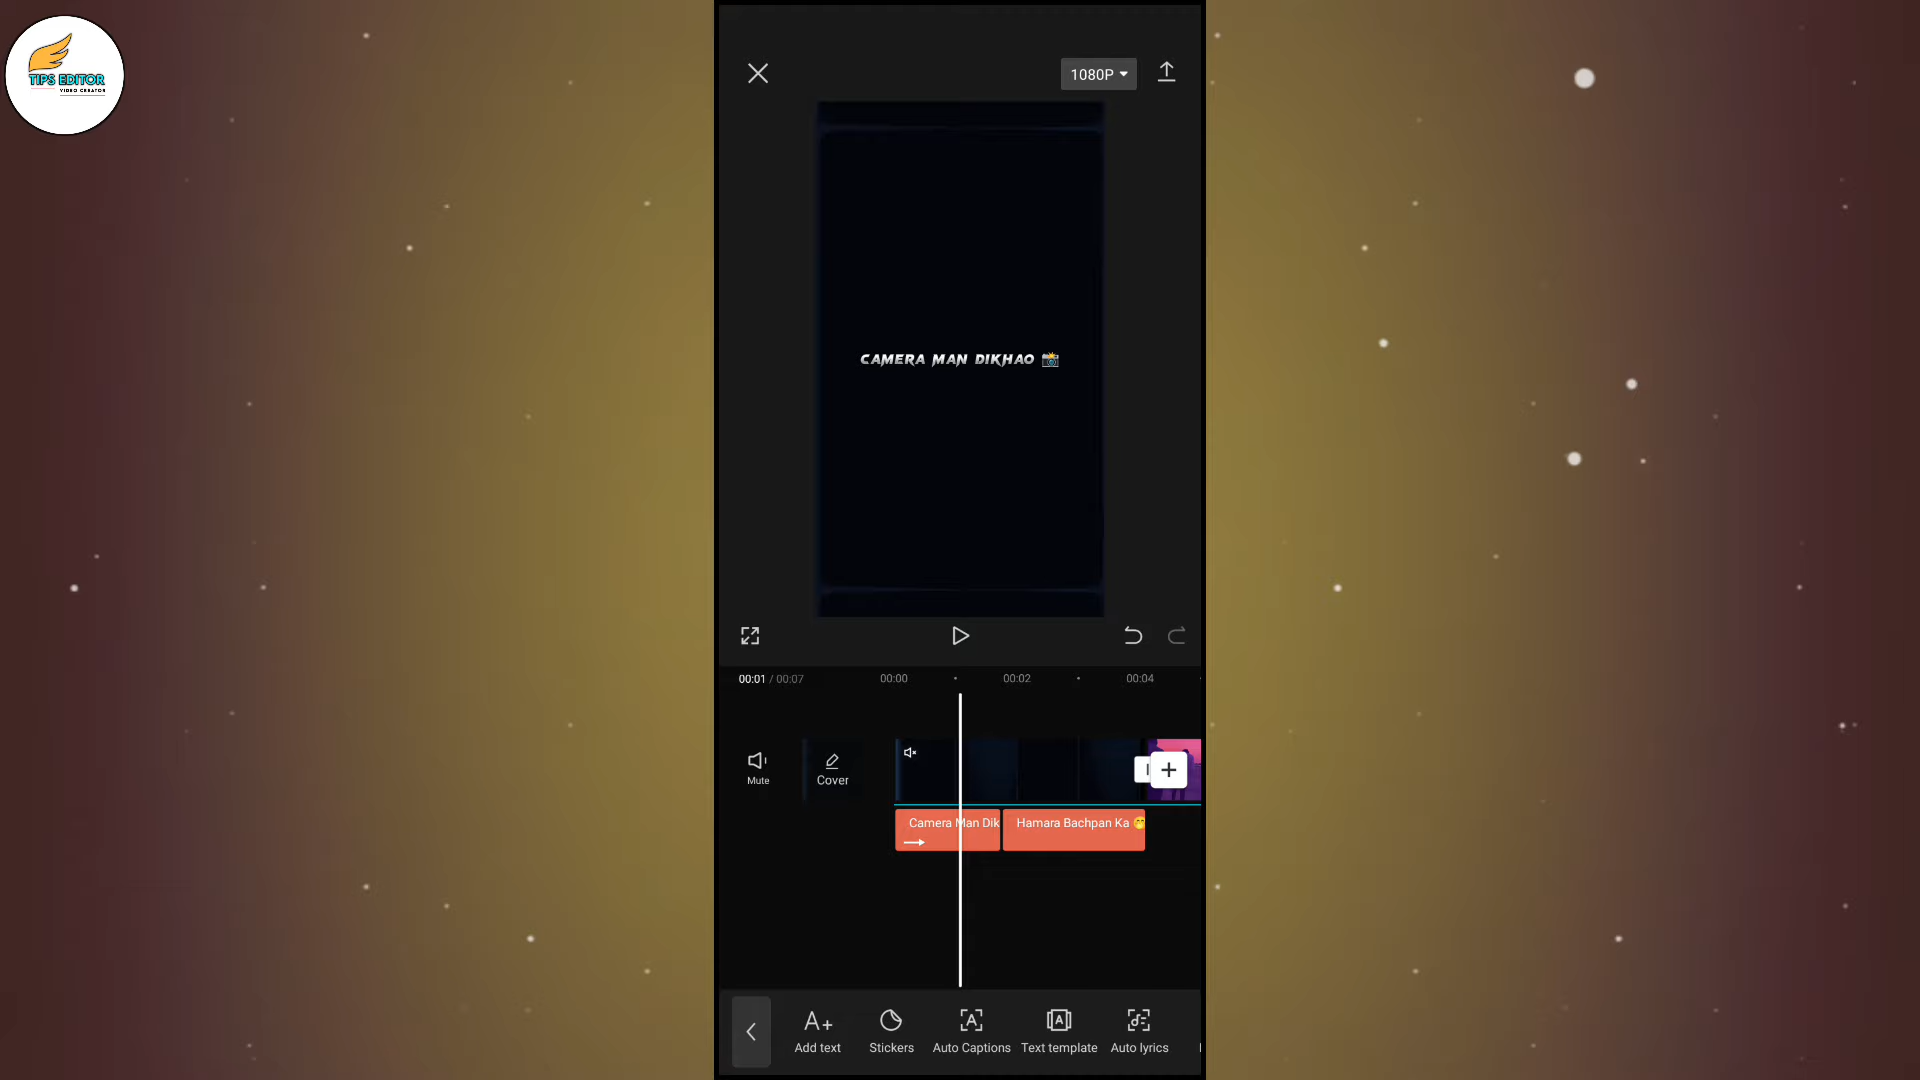 TIPS EDITOR
VIDEO CREATOR
1080P
CAMERA MAN DIKHAO 📸
00:01 / 00:07
00:00
00:02
00:04
Mute
Cover
Camera Man Dik
Hamara Bachpan Ka 🤭
Add text
Stickers
Auto Captions
Text template
Auto lyrics